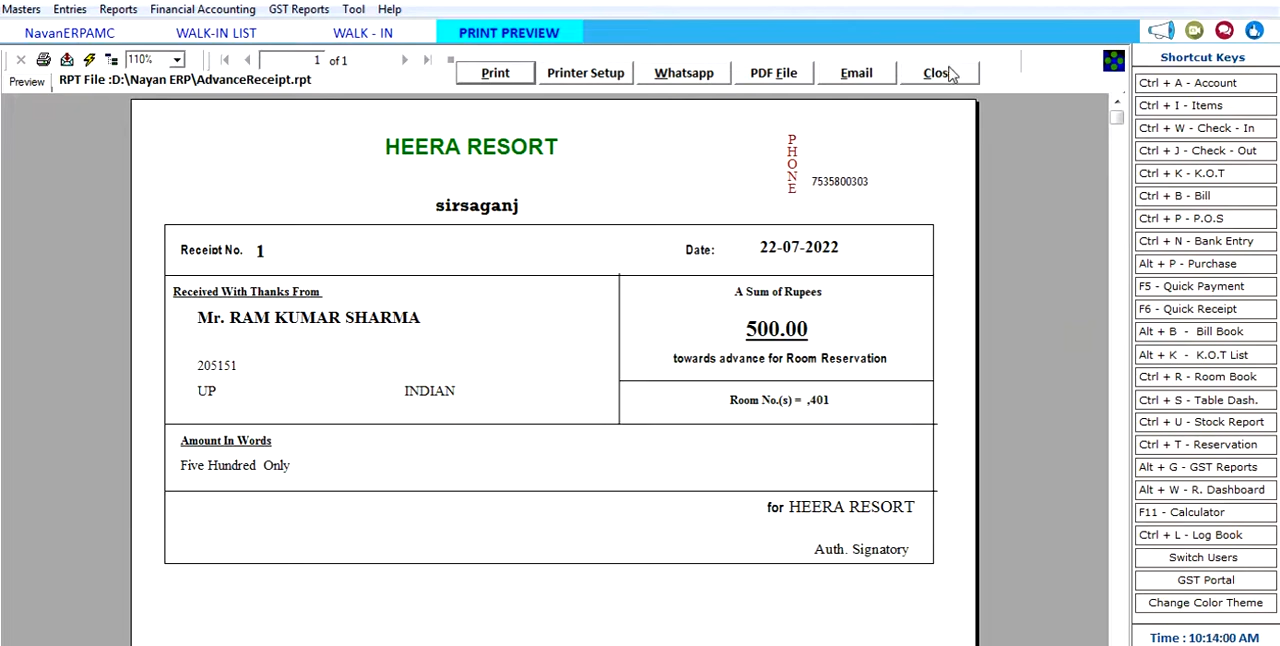 Masters Entries Reports Financial Accounting GST Reports Tool Help
NavanERPAMC WALK-IN LIST WALK - IN PRINT PREVIEW
110% 1 of 1
Preview RPT File :D:\Nayan ERP\AdvanceReceipt.rpt
Print Printer Setup Whatsapp PDF File Email Clos
HEERA RESORT
PHONE
7535800303
sirsaganj
Receipt No. 1 Date: 22-07-2022
Received With Thanks From
Mr. RAM KUMAR SHARMA
205151
UP INDIAN
A Sum of Rupees
500.00
towards advance for Room Reservation
Room No.(s) = ,401
Amount In Words
Five Hundred Only
for HEERA RESORT
Auth. Signatory
Shortcut Keys
Ctrl + A - Account
Ctrl + I - Items
Ctrl + W - Check - In
Ctrl + J - Check - Out
Ctrl + K - K.O.T
Ctrl + B - Bill
Ctrl + P - P.O.S
Ctrl + N - Bank Entry
Alt + P - Purchase
F5 - Quick Payment
F6 - Quick Receipt
Alt + B - Bill Book
Alt + K - K.O.T List
Ctrl + R - Room Book
Ctrl + S - Table Dash.
Ctrl + U - Stock Report
Ctrl + T - Reservation
Alt + G - GST Reports
Alt + W - R. Dashboard
F11 - Calculator
Ctrl + L - Log Book
Switch Users
GST Portal
Change Color Theme
Time : 10:14:00 AM